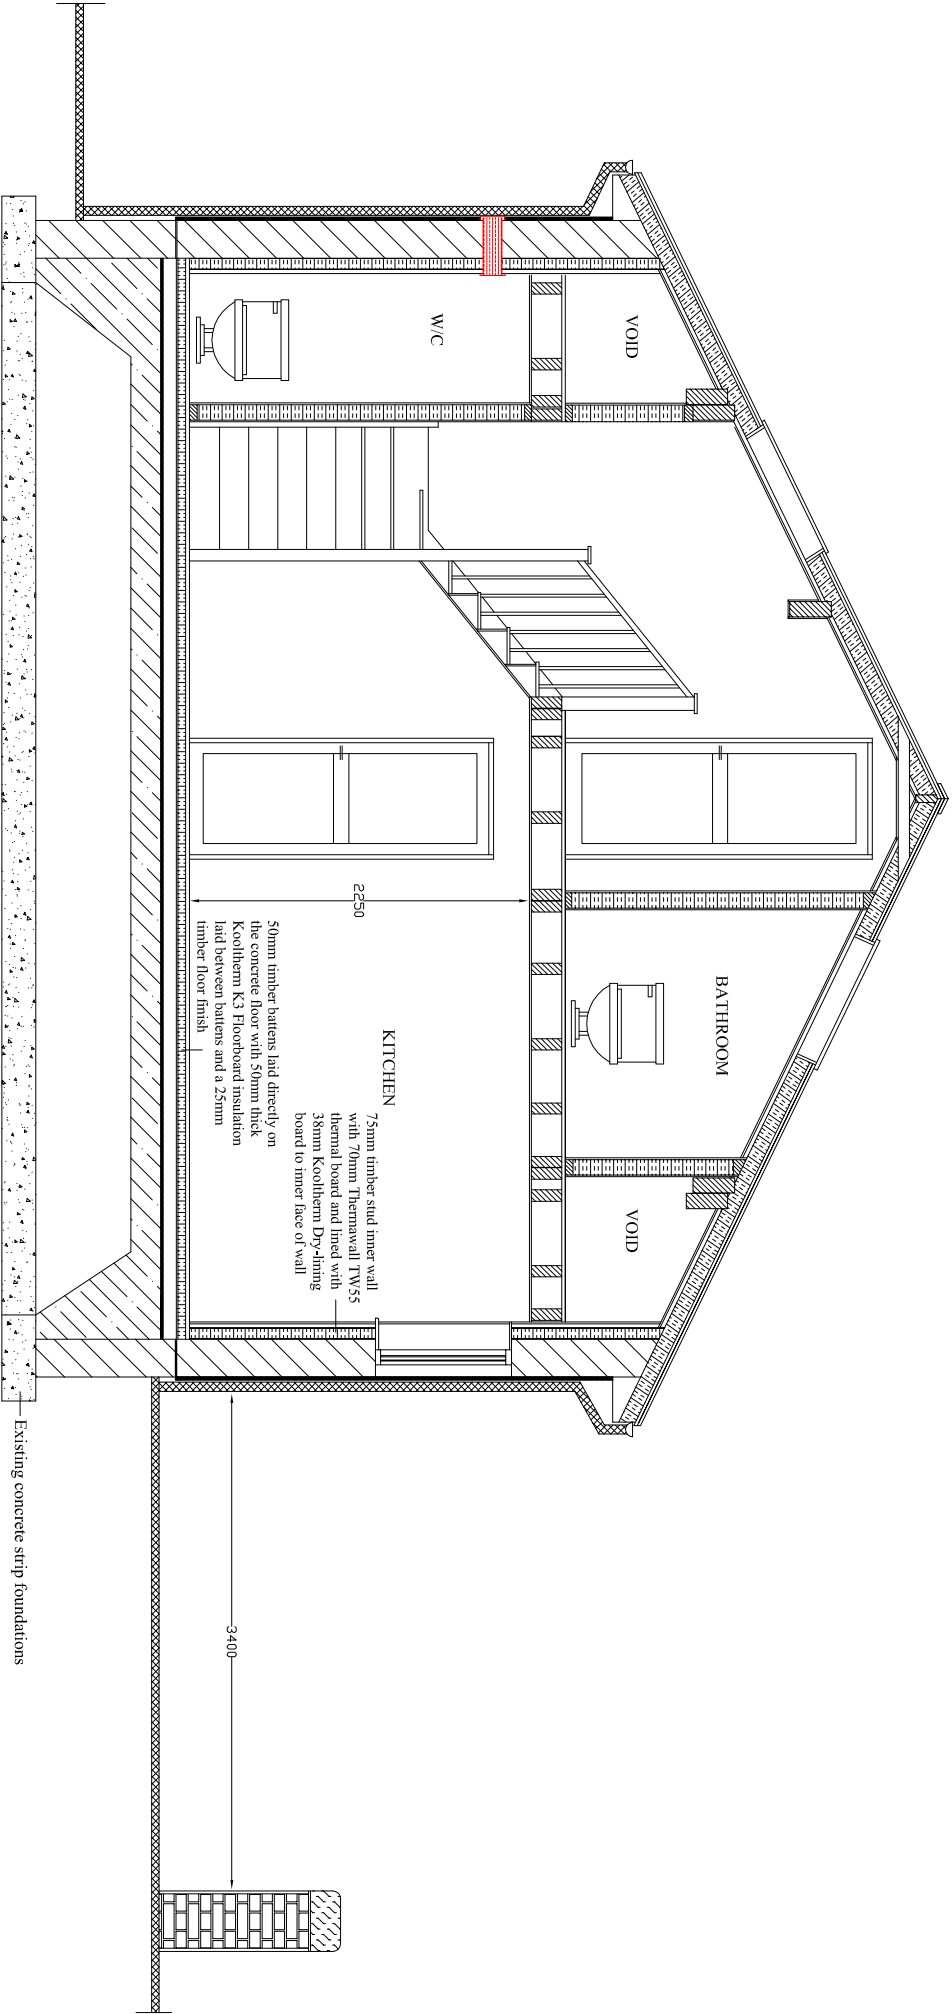 VOID
W/C
BATHROOM
VOID
KITCHEN
2250
75mm timber stud inner wall
with 70mm Thermawall TW55
thermal board and lined with
38mm Kooltherm Dry-lining
board to inner face of wall
50mm timber battens laid directly on
the concrete floor with 50mm thick
Kooltherm K3 Floorboard insulation
laid between battens and a 25mm
timber floor finish
3400
Existing concrete strip foundations